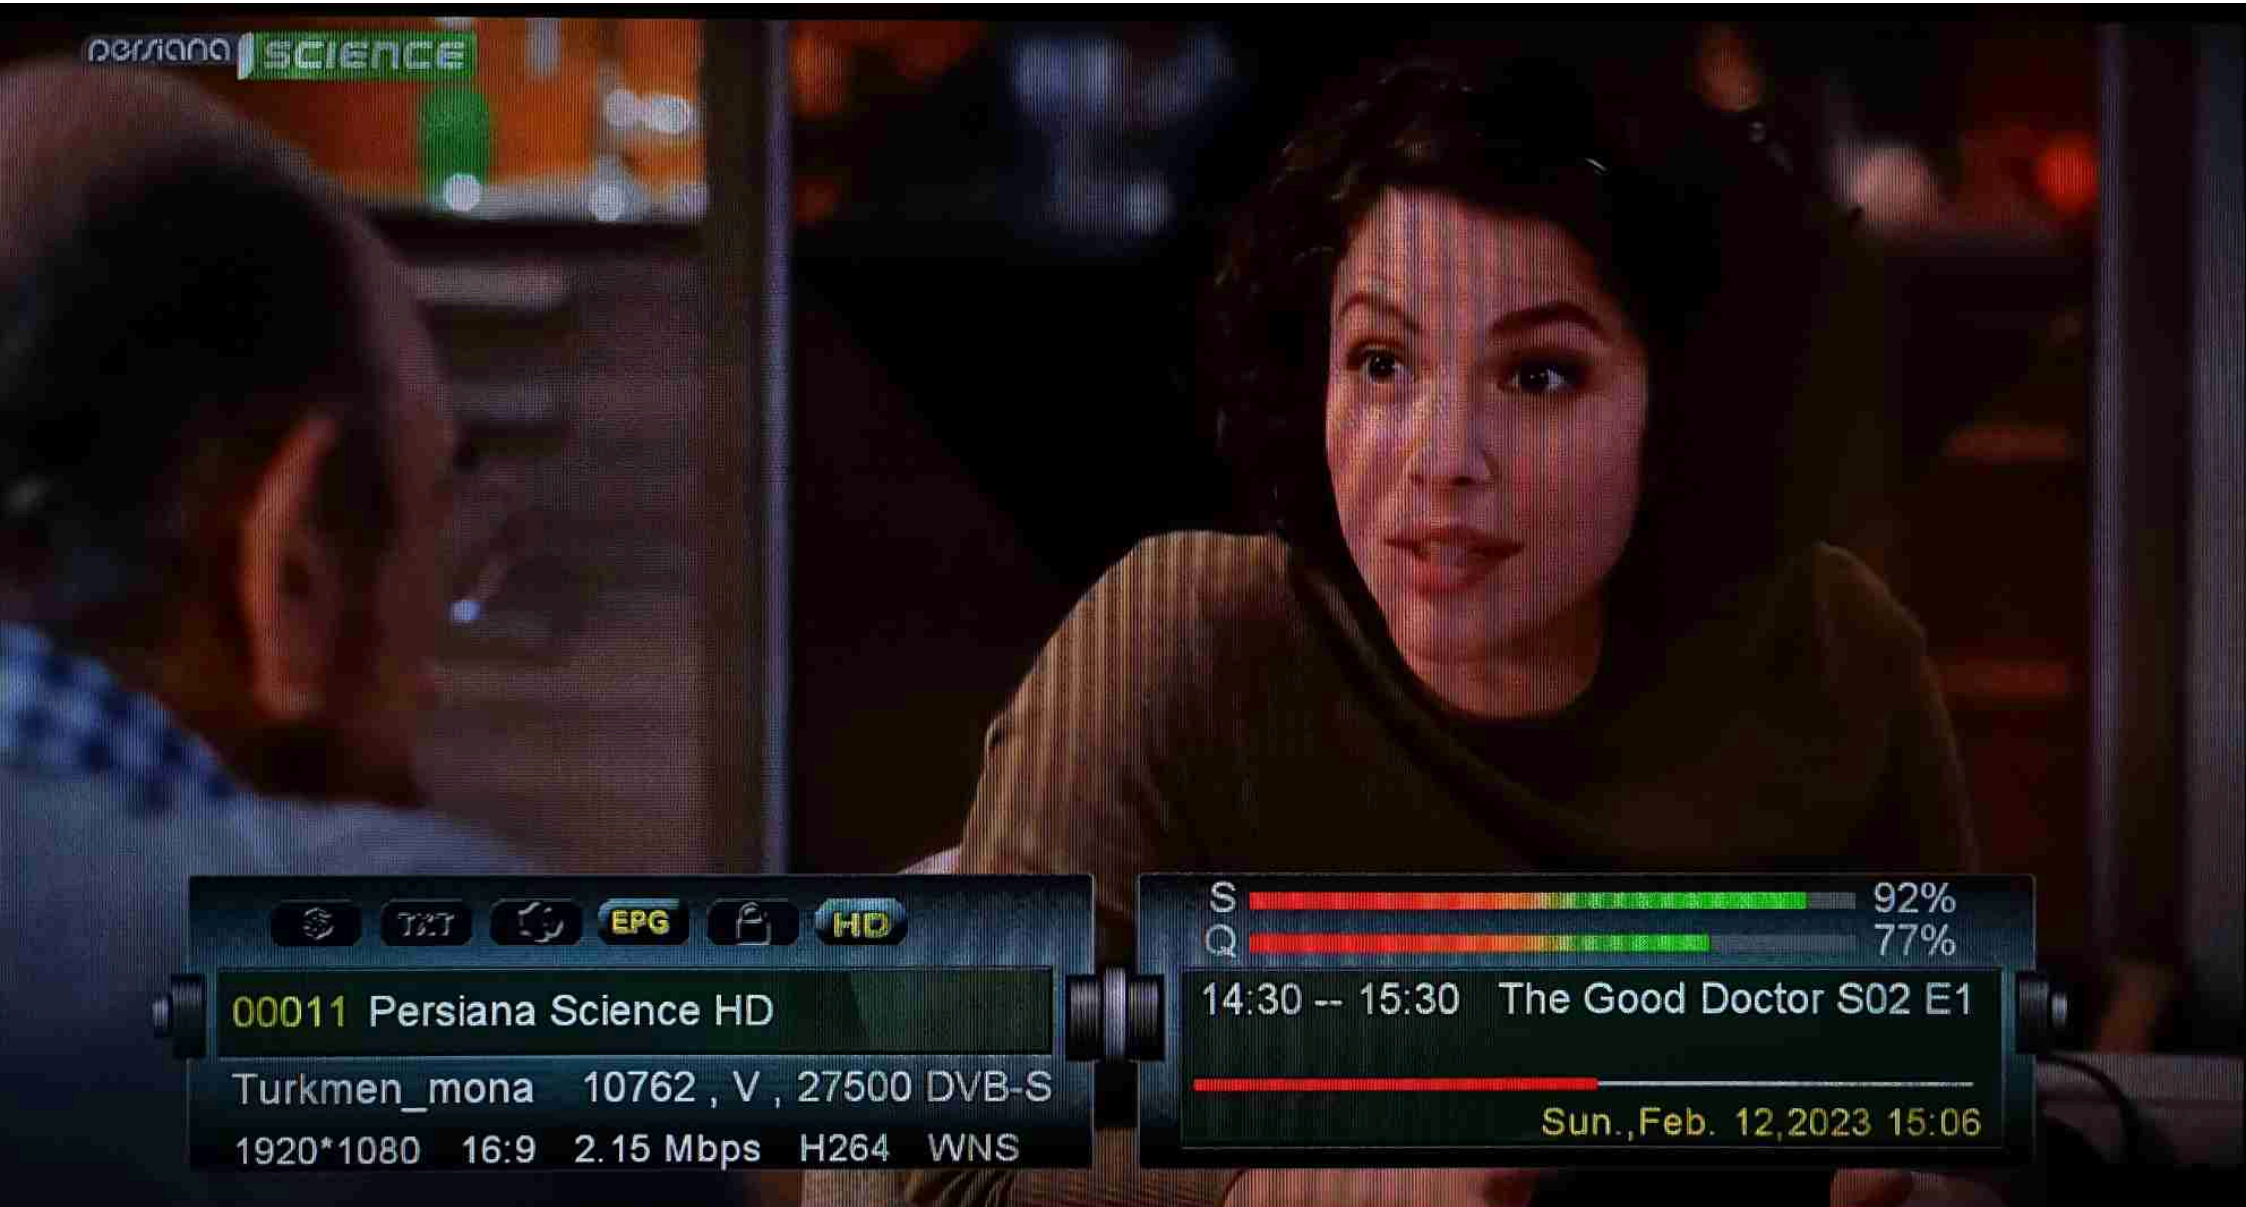 persiana SCIENCE
$ TXT EPG HD
00011 Persiana Science HD
Turkmen_mona 10762 , V , 27500 DVB-S
1920*1080 16:9 2.15 Mbps H264 WNS
S 92%
Q 77%
14:30 -- 15:30 The Good Doctor S02 E1
Sun.,Feb. 12,2023 15:06